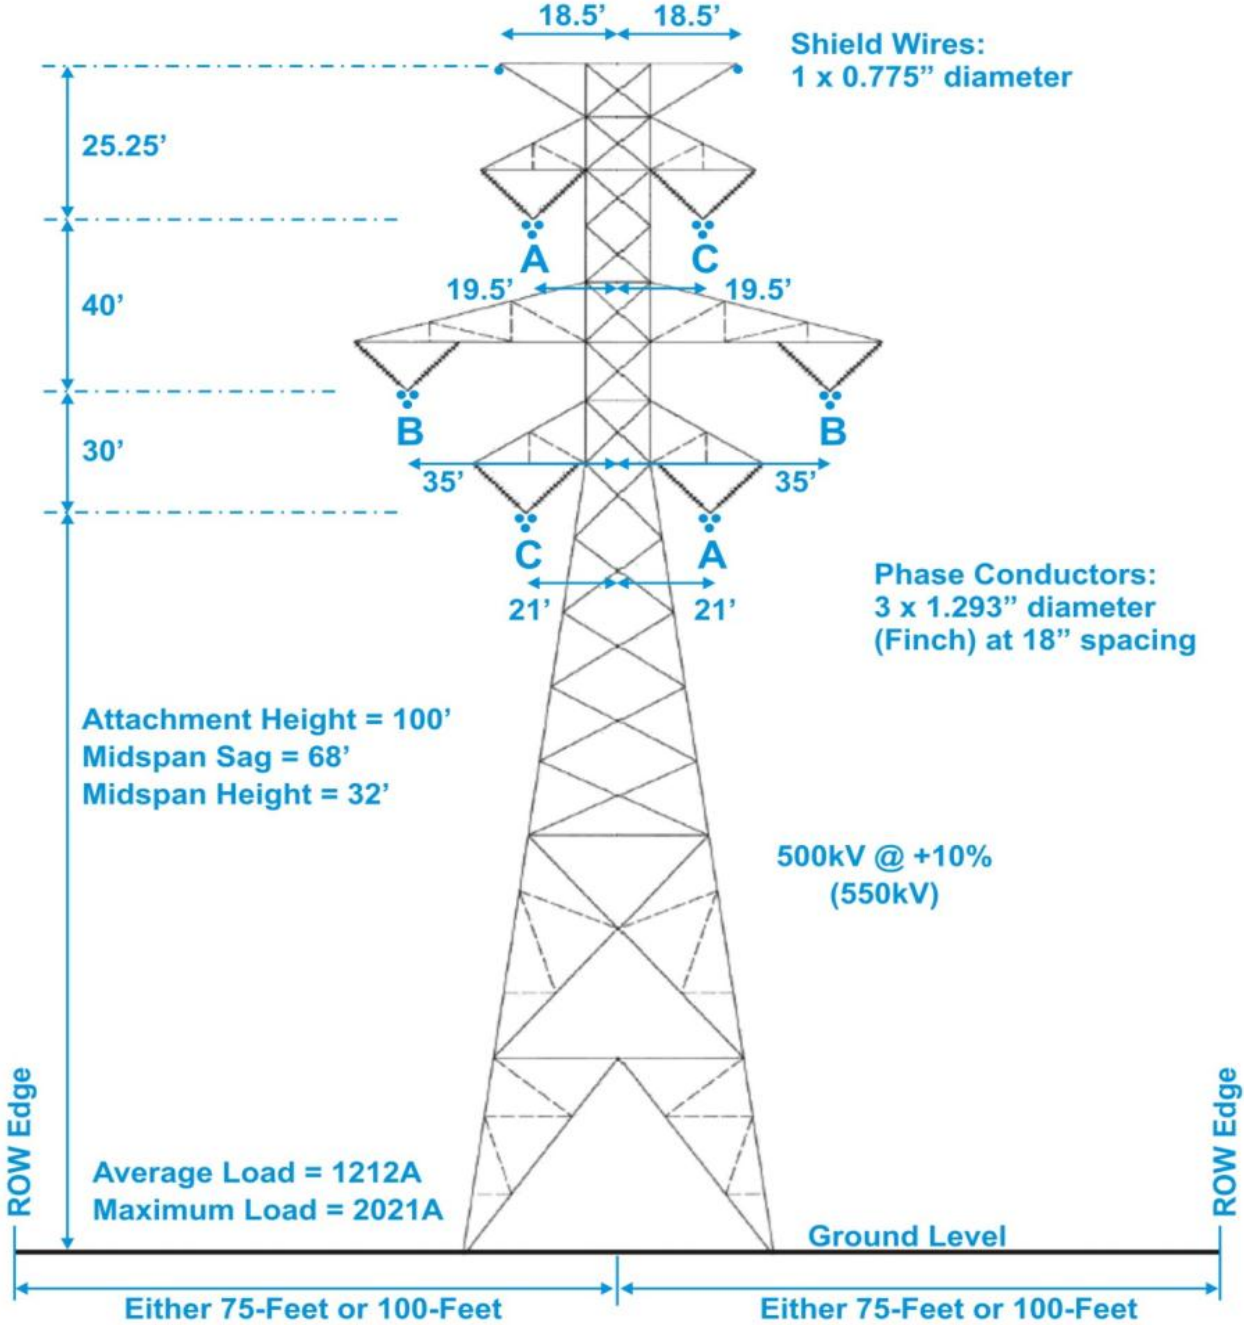 18.5’ 18.5’
Shield Wires:
1 x 0.775” diameter
25.25’
A C
19.5’ 19.5’
40’
B B
30’
35’ 35’
C A
21’ 21’
Phase Conductors:
3 x 1.293” diameter
(Finch) at 18” spacing
Attachment Height = 100’
Midspan Sag = 68’
Midspan Height = 32’
500kV @ +10%
(550kV)
ROW Edge
ROW Edge
Average Load = 1212A
Maximum Load = 2021A
Ground Level
Either 75-Feet or 100-Feet
Either 75-Feet or 100-Feet